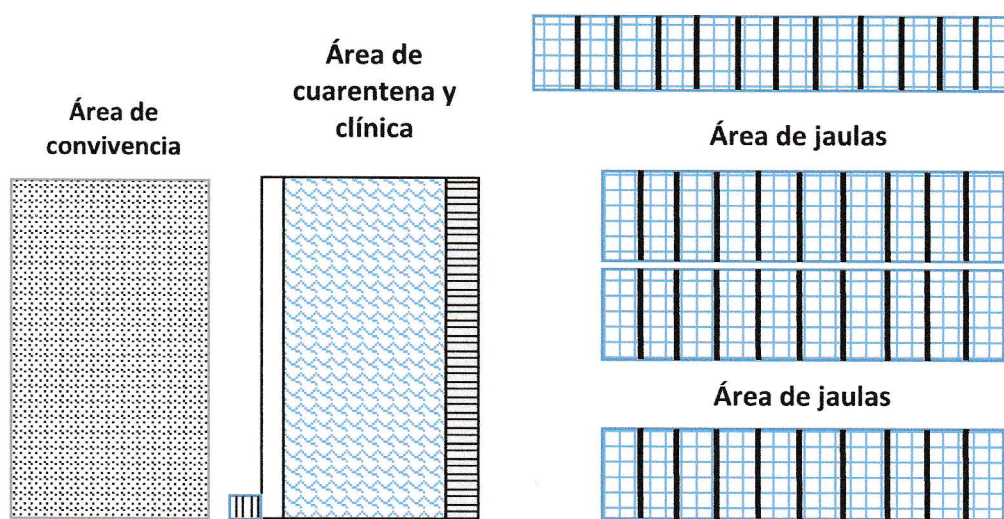 Área de
convivencia
Área de
cuarentena y
clínica
Área de jaulas
Área de jaulas